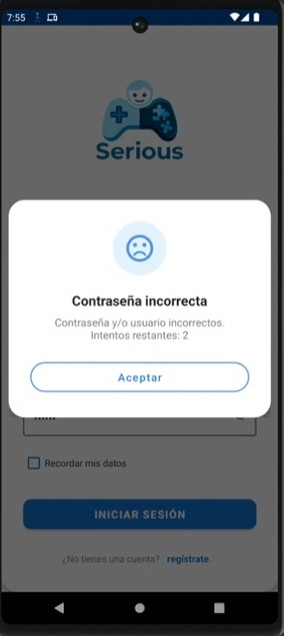 7:55
Serious
Contraseña incorrecta
Contraseña y/o usuario incorrectos.
Intentos restantes: 2
Aceptar
Recordar mis datos
INICIAR SESIÓN
¿No tienes una cuenta? regístrate.